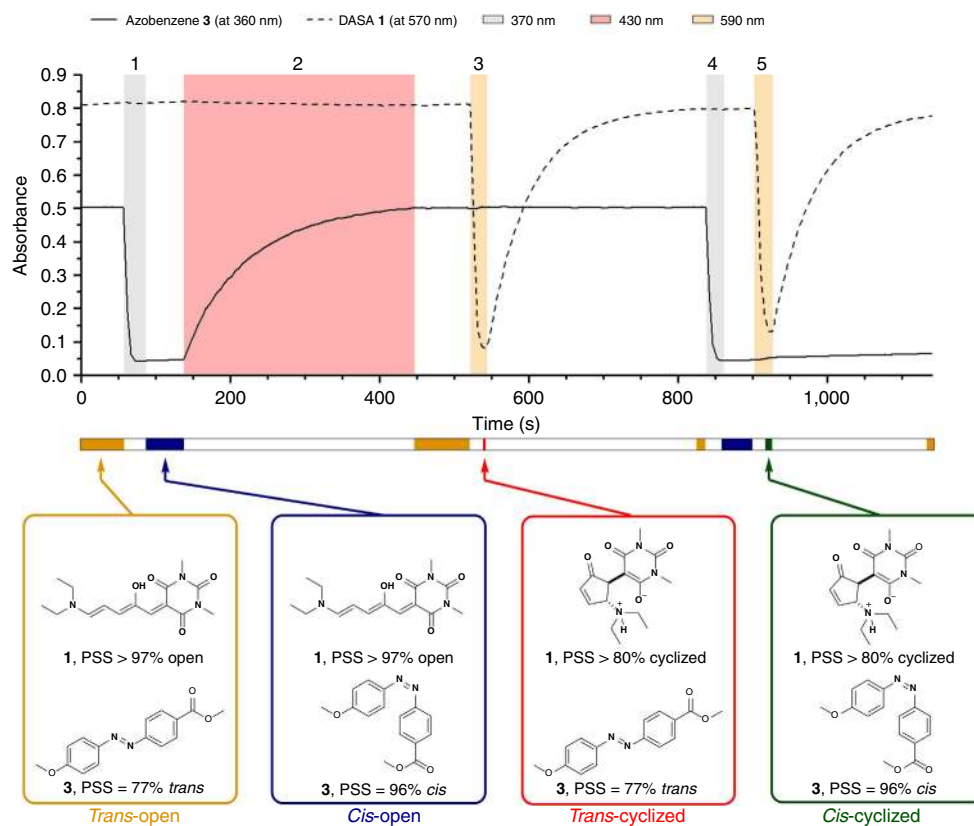 Azobenzene 3 (at 360 nm) DASA 1 (at 570 nm) 370 nm 430 nm 590 nm
1 2 3 4 5
0.9
0.8
0.7
0.6
0.5
0.4
0.3
0.2
0.1
0.0
Absorbance
0 200 400 600 800 1,000
Time (s)
O O N O N OH N O
1, PSS > 97% open
O O N N O
3, PSS = 77% trans
Trans-open
O O N O N OH N O
1, PSS > 97% open
N N O O O
3, PSS = 96% cis
Cis-open
O O N O N O− N+ H
1, PSS > 80% cyclized
O O N N O
3, PSS = 77% trans
Trans-cyclized
O O N O N O− N+ H
1, PSS > 80% cyclized
N N O O O
3, PSS = 96% cis
Cis-cyclized